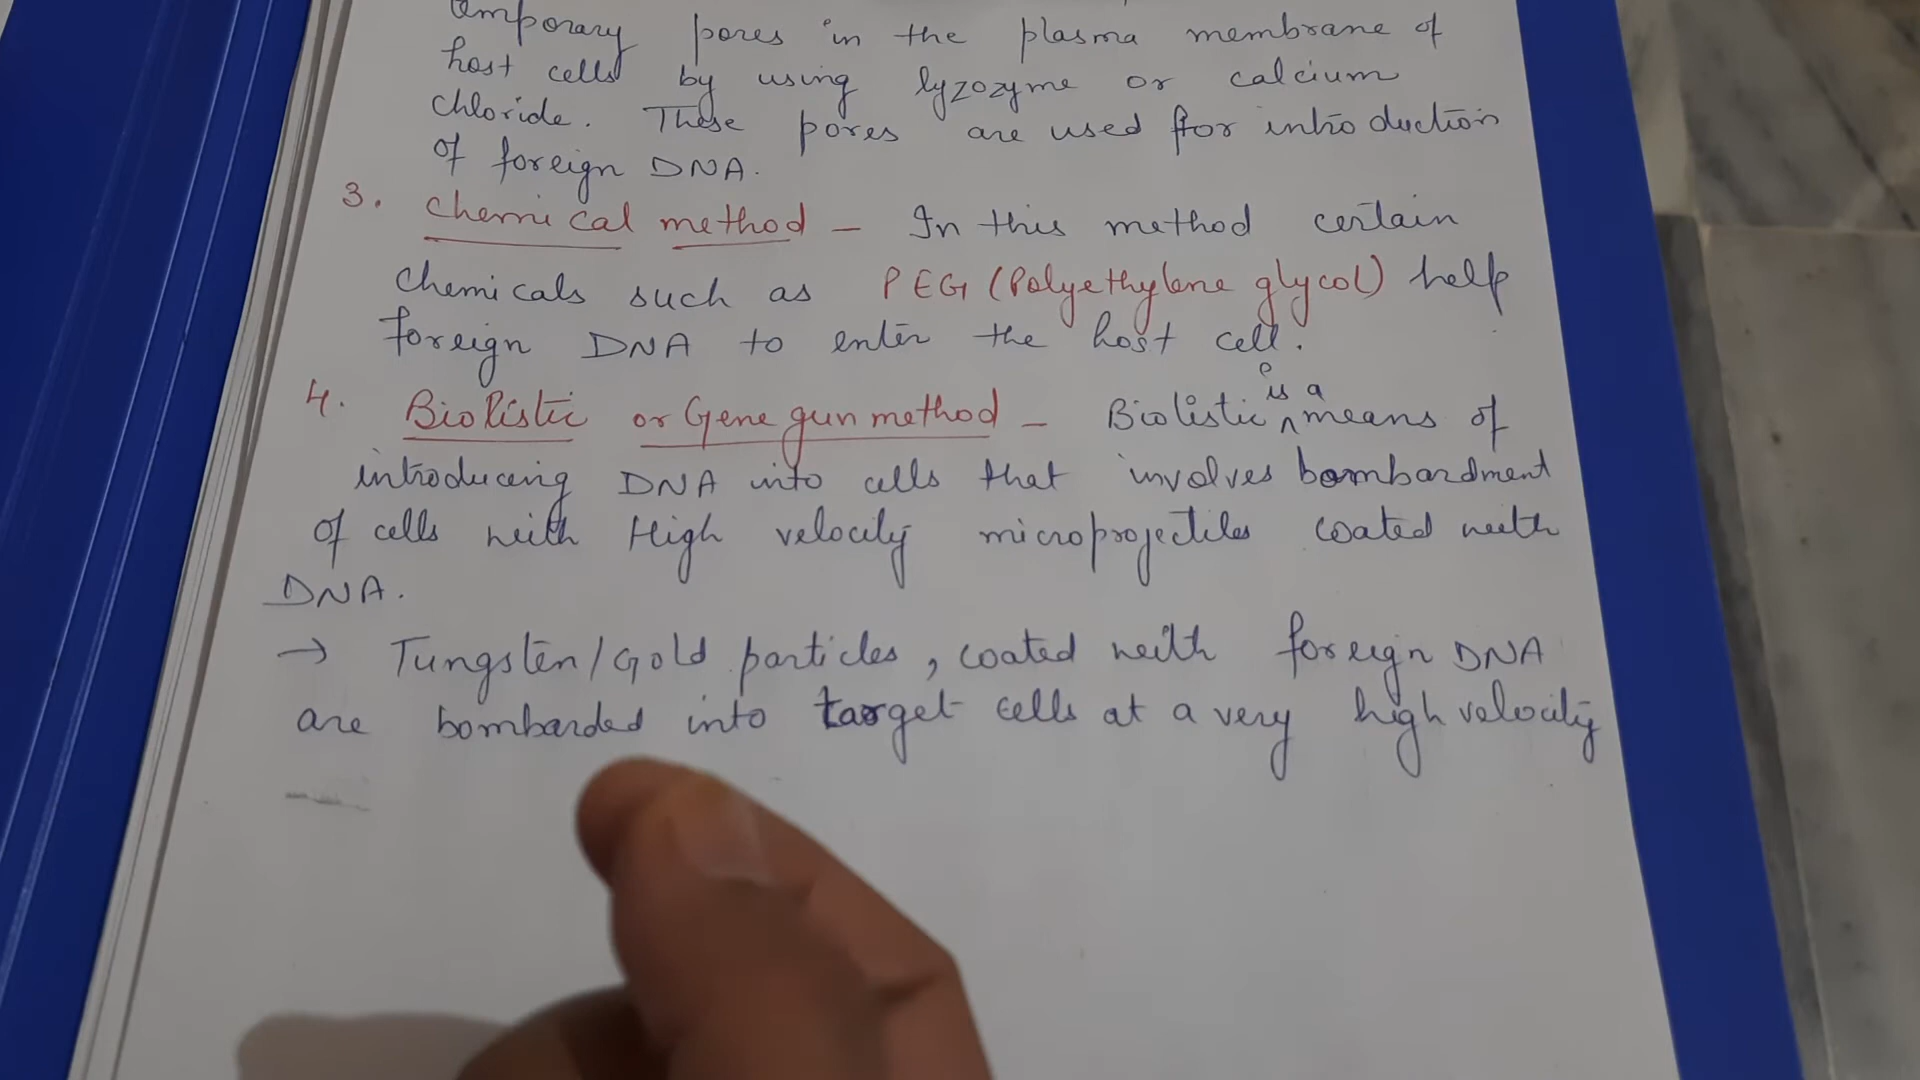 temporary pores in the plasma membrane of
host cells by using lyzozyme or calcium
chloride. These pores are used for introduction
of foreign DNA.
3. Chemical method – In this method certain
chemicals such as PEG (Polyethylene glycol) help
foreign DNA to enter the host cell.
4. Biolistic or Gene gun method – Biolistic is a means of
introducing DNA into cells that involves bombardment
of cells with High velocity microprojectiles coated with
DNA.
→ Tungsten/Gold particles, coated with foreign DNA
are bombarded into target cells at a very high velocity